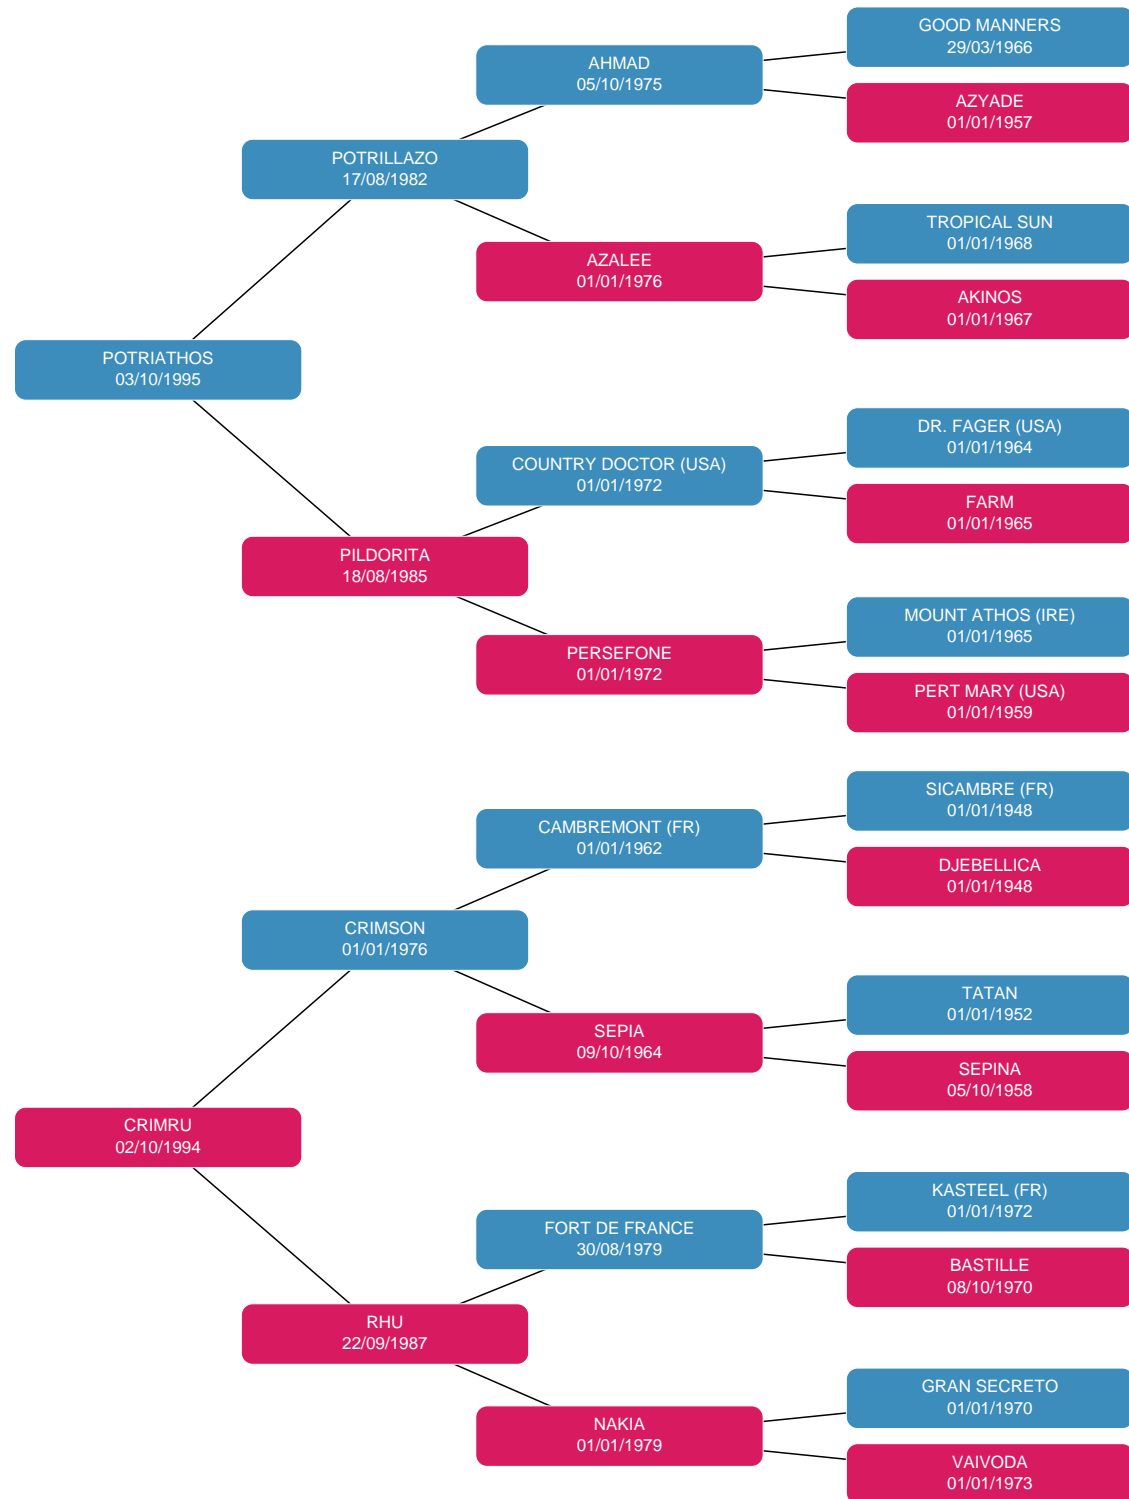 GOOD MANNERS
29/03/1966
AHMAD
05/10/1975
AZYADE
01/01/1957
POTRILLAZO
17/08/1982
TROPICAL SUN
01/01/1968
AZALEE
01/01/1976
AKINOS
01/01/1967
POTRIATHOS
03/10/1995
DR. FAGER (USA)
01/01/1964
COUNTRY DOCTOR (USA)
01/01/1972
FARM
01/01/1965
PILDORITA
18/08/1985
MOUNT ATHOS (IRE)
01/01/1965
PERSEFONE
01/01/1972
PERT MARY (USA)
01/01/1959
SICAMBRE (FR)
01/01/1948
CAMBREMONT (FR)
01/01/1962
DJEBELLICA
01/01/1948
CRIMSON
01/01/1976
TATAN
01/01/1952
SEPIA
09/10/1964
SEPINA
05/10/1958
CRIMRU
02/10/1994
KASTEEL (FR)
01/01/1972
FORT DE FRANCE
30/08/1979
BASTILLE
08/10/1970
RHU
22/09/1987
GRAN SECRETO
01/01/1970
NAKIA
01/01/1979
VAIVODA
01/01/1973